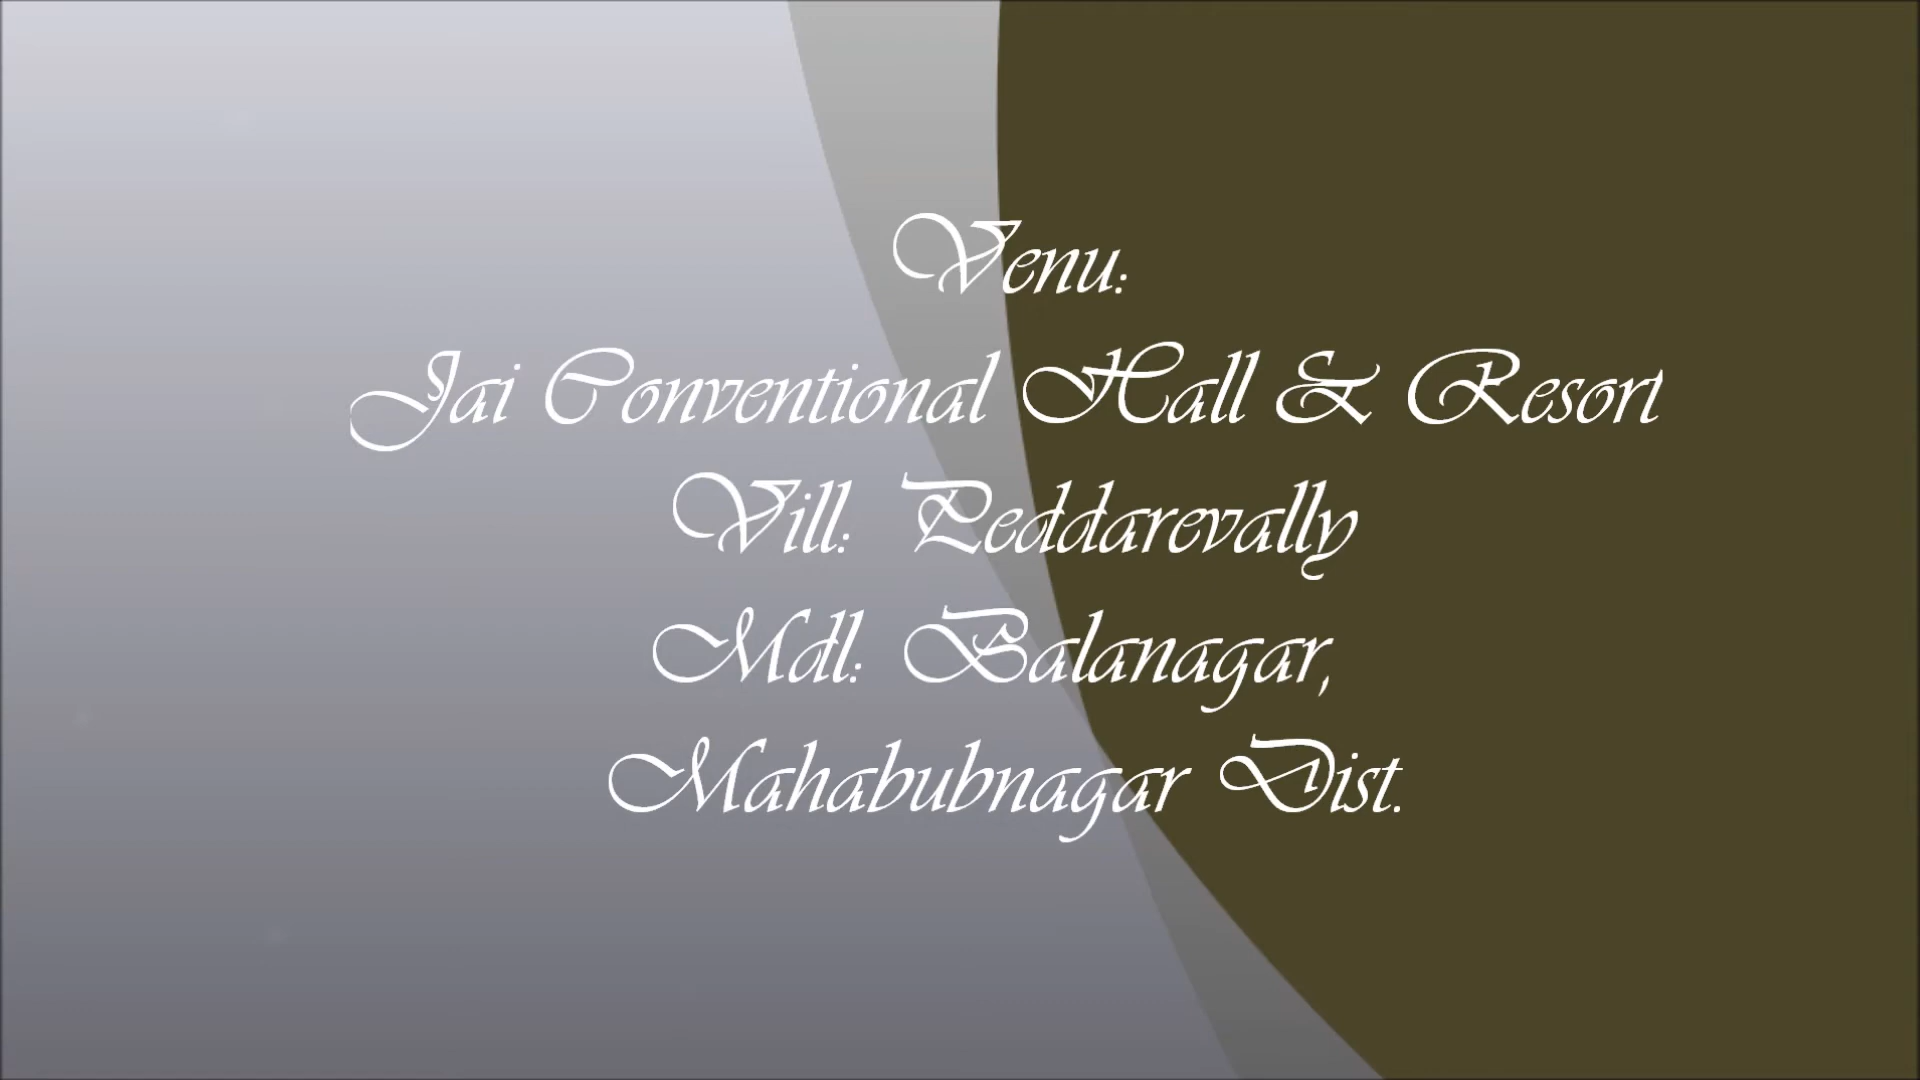 Venu:
Jai Conventional Hall & Resort
Vill: Peddarevally
Mdl: Balanagar,
Mahabubnagar Dist.